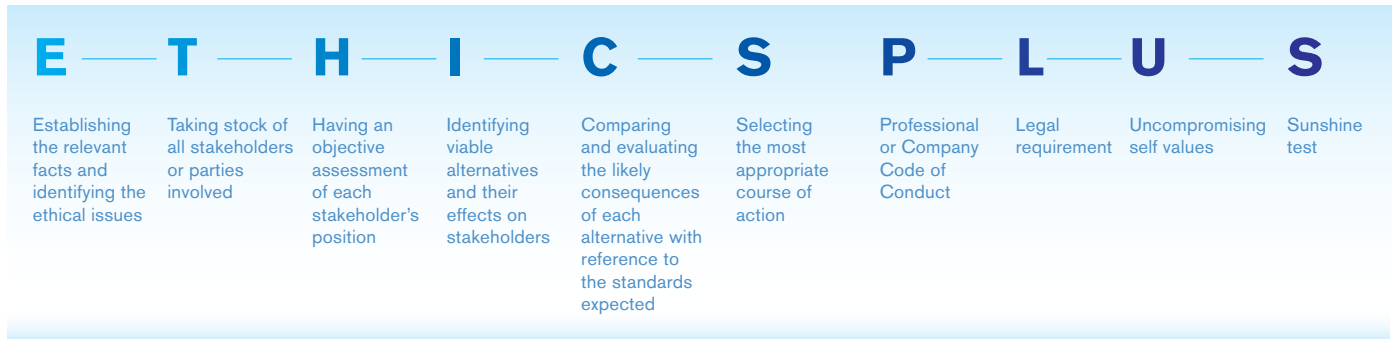 E T H I C S P L U S
Establishing
the relevant
facts and
identifying the
ethical issues
Taking stock of
all stakeholders
or parties
involved
Having an
objective
assessment
of each
stakeholder's
position
Identifying
viable
alternatives
and their
effects on
stakeholders
Comparing
and evaluating
the likely
consequences
of each
alternative with
reference to
the standards
expected
Selecting
the most
appropriate
course of
action
Professional
or Company
Code of
Conduct
Legal
requirement
Uncompromising
self values
Sunshine
test